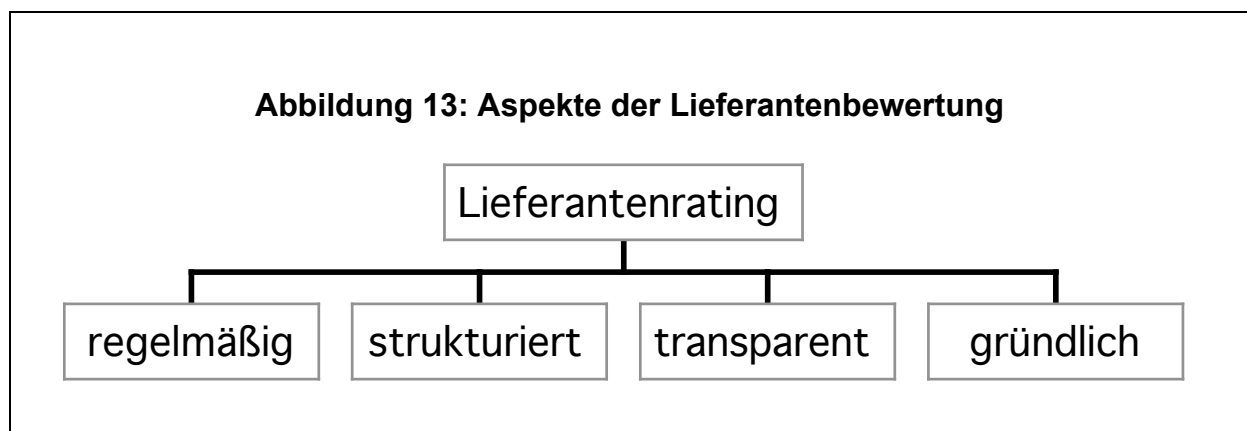 Abbildung 13: Aspekte der Lieferantenbewertung
Lieferantenrating
regelmäßig
strukturiert
transparent
gründlich